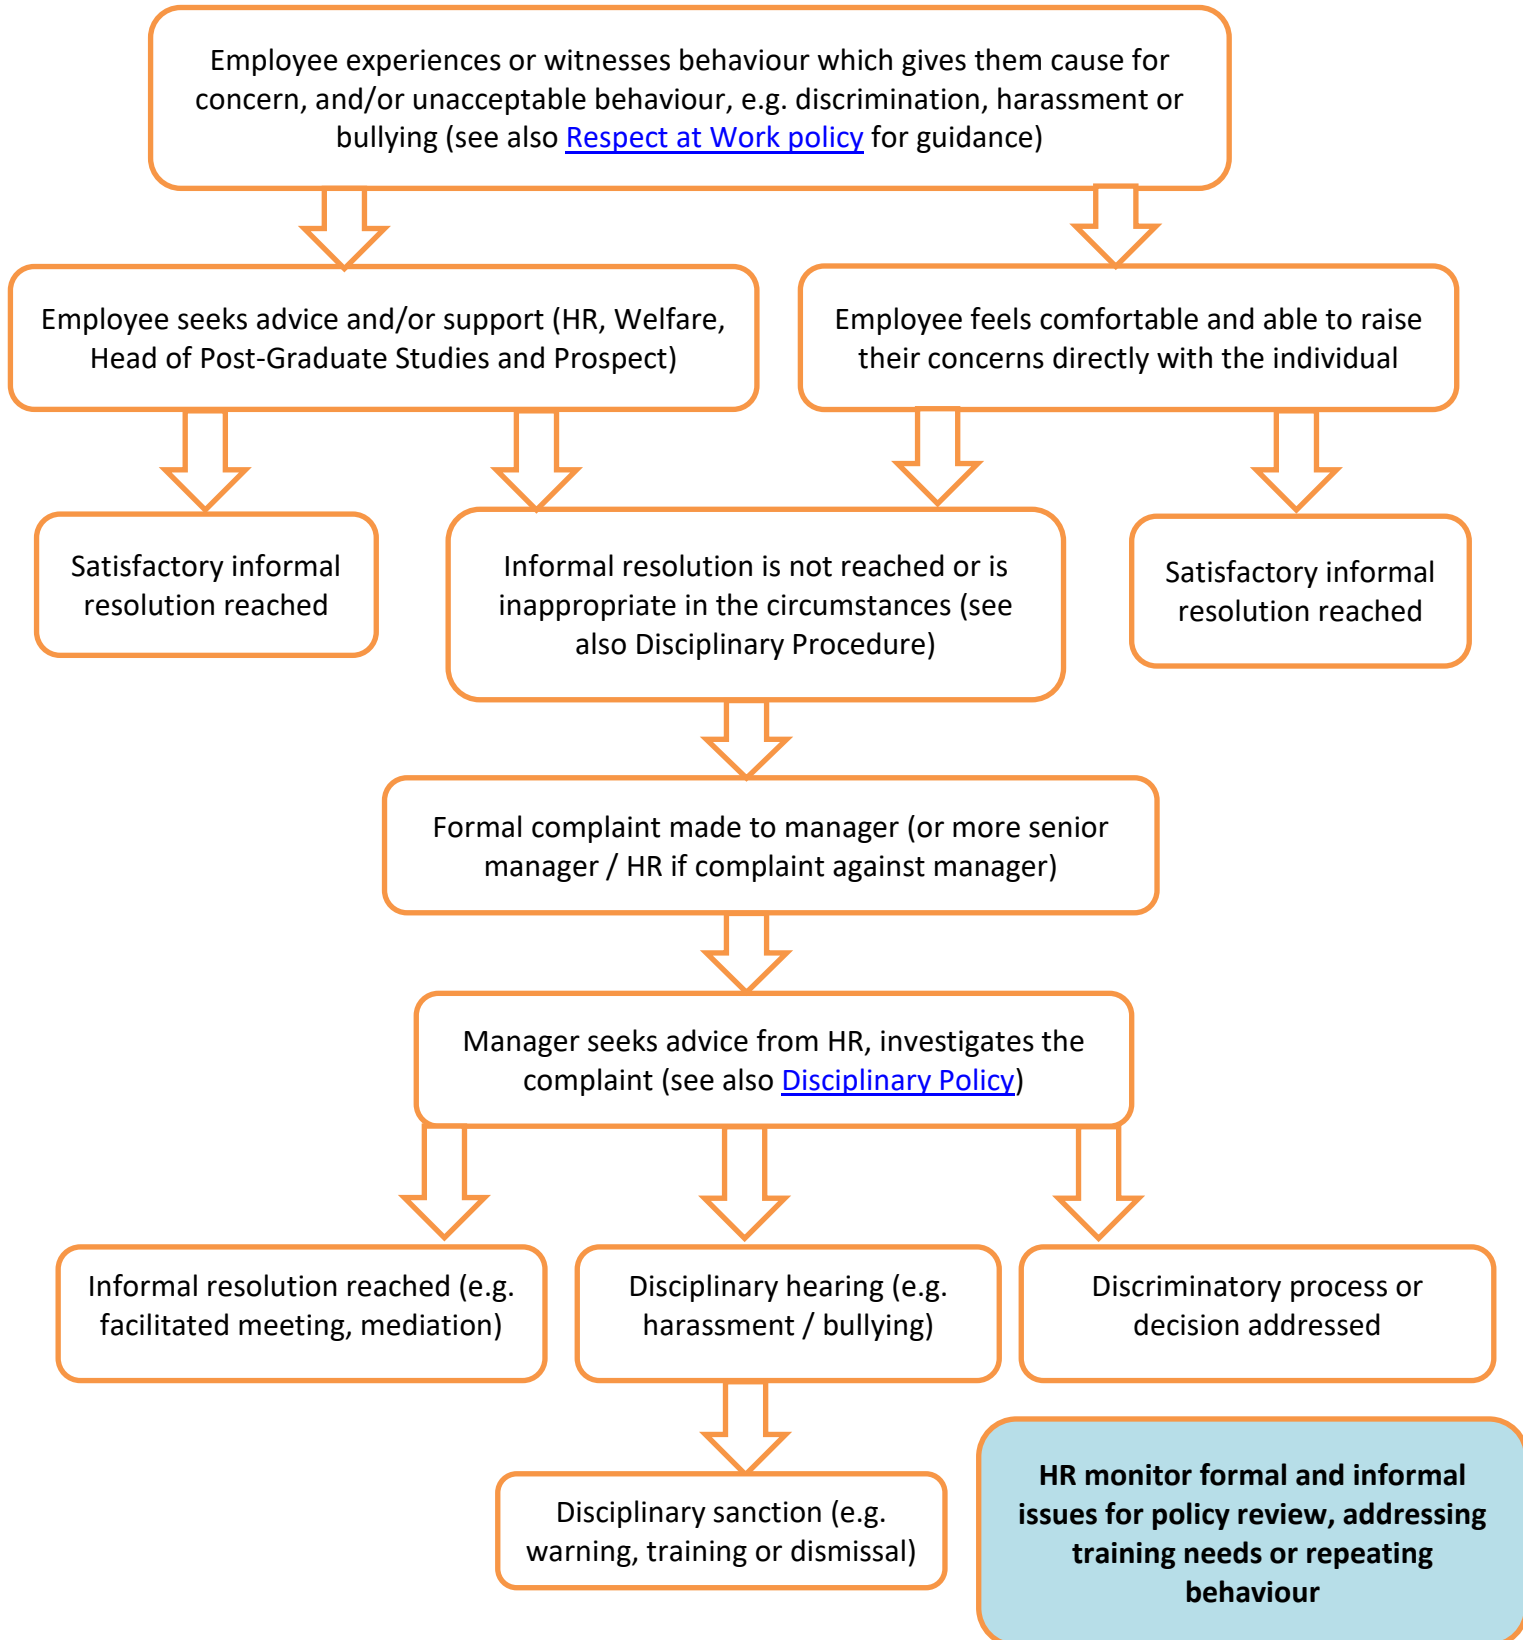 Employee experiences or witnesses behaviour which gives them cause for
concern, and/or unacceptable behaviour, e.g. discrimination, harassment or
bullying (see also Respect at Work policy for guidance)
Employee seeks advice and/or support (HR, Welfare,
Head of Post-Graduate Studies and Prospect)
Employee feels comfortable and able to raise
their concerns directly with the individual
Satisfactory informal
resolution reached
Informal resolution is not reached or is
inappropriate in the circumstances (see
also Disciplinary Procedure)
Satisfactory informal
resolution reached
Formal complaint made to manager (or more senior
manager / HR if complaint against manager)
Manager seeks advice from HR, investigates the
complaint (see also Disciplinary Policy)
Informal resolution reached (e.g.
facilitated meeting, mediation)
Disciplinary hearing (e.g.
harassment / bullying)
Discriminatory process or
decision addressed
Disciplinary sanction (e.g.
warning, training or dismissal)
HR monitor formal and informal
issues for policy review, addressing
training needs or repeating
behaviour